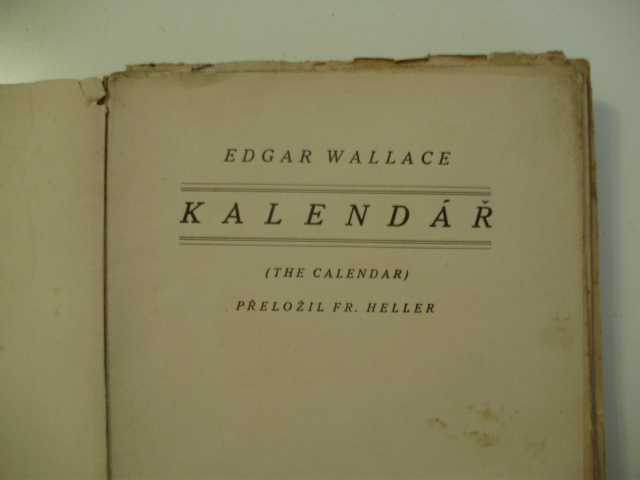 EDGAR WALLACE
KALENDÁŘ
(THE CALENDAR)
PŘELOŽIL FR. HELLER